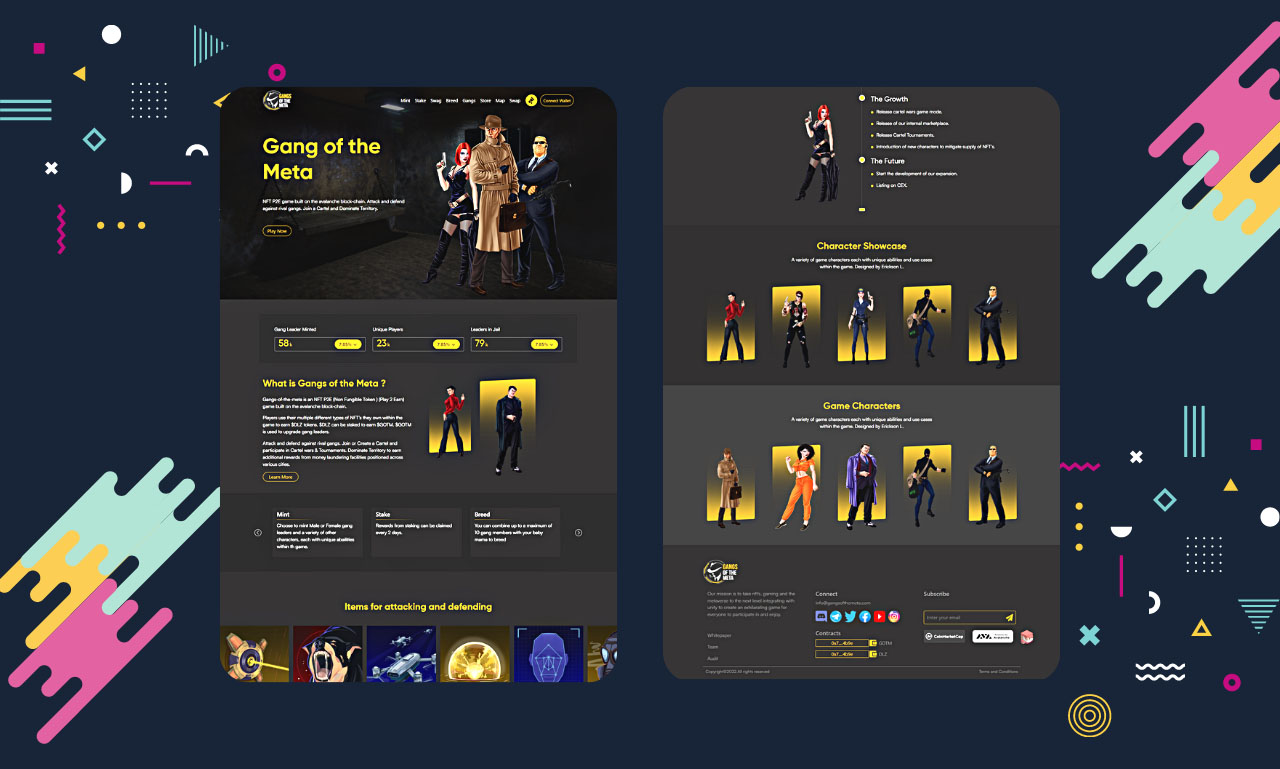 GANGS
OF THE
META
Mint Stake Swag Breed Gangs Store Map Swap Connect Wallet
Gang of the
Meta
NFT P2E game built on the avalanche block-chain. Attack and defend
against rival gangs. Join a Cartel and Dominate Territory.
Play Now
Gang Leader Minted Unique Players Leaders in Jail
58k 23k 79k
What is Gangs of the Meta ?
Gangs-of-the-meta is an NFT P2E (Non Fungible Token ) (Play 2 Earn)
game built on the avalanche block-chain.
Players use their multiple different types of NFT's they own within the
game to earn $DLZ tokens. $DLZ can be staked to earn $GOTM, $GOTM
is used to upgrade gang leaders.
Attack and defend against rival gangs. Join or Create a Cartel and
participate in Cartel wars & Tournaments. Dominate Territory to earn
additional rewards from money laundering facilities positioned across
various cities.
Learn More
Mint
Choose to mint Male or Female gang
leaders and a variety of other
characters, each with unique abailities
within th game.
Stake
Rewards from staking can be claimed
every 2 days.
Breed
You can combine up to a maximum of
10 gang members with your baby
mama to breed
Items for attacking and defending
The Growth
Release cartel wars game mode.
Release of our internal marketplace.
Release Cartel Tournaments.
Introduction of new characters to mitigate supply of NFT's.
The Future
Start the development of our expansion.
Listing on CEX.
Character Showcase
A variety of game characters each with unique abilities and use cases
within the game. Designed by Erickson L.
Game Characters
A variety of game characters each with unique abilities and use cases
within the game. Designed by Erickson L.
GANGS
OF THE
META
Our mission is to take nfts, gaming and the
metaverse to the next level integrating with
unity to create an exhilarating game for
everyone to participate in and enjoy.
Whitepaper
Team
Audit
Connect
info@gangsofthemeta.com
Contracts
GOTM
DLZ
Subscribe
Enter your email
CoinMarketCap
Copyright©2022 All rights reserved
Terms and Conditions